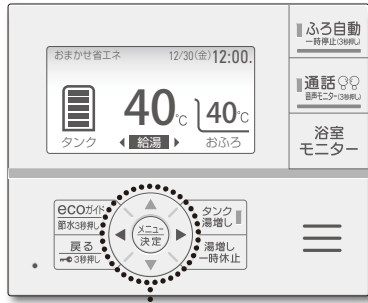 おまかせ省エネ 12/30(金)12:00.
40℃ 40℃
タンク 給湯 おふろ
ふろ自動
一時停止(3秒押し)
通話
音声モニター(3秒押し)
浴室
モニター
ecoガイド
節水3秒押し
戻る
3秒押し
メニュー
決定
タンク
湯増し
湯増し
一時休止